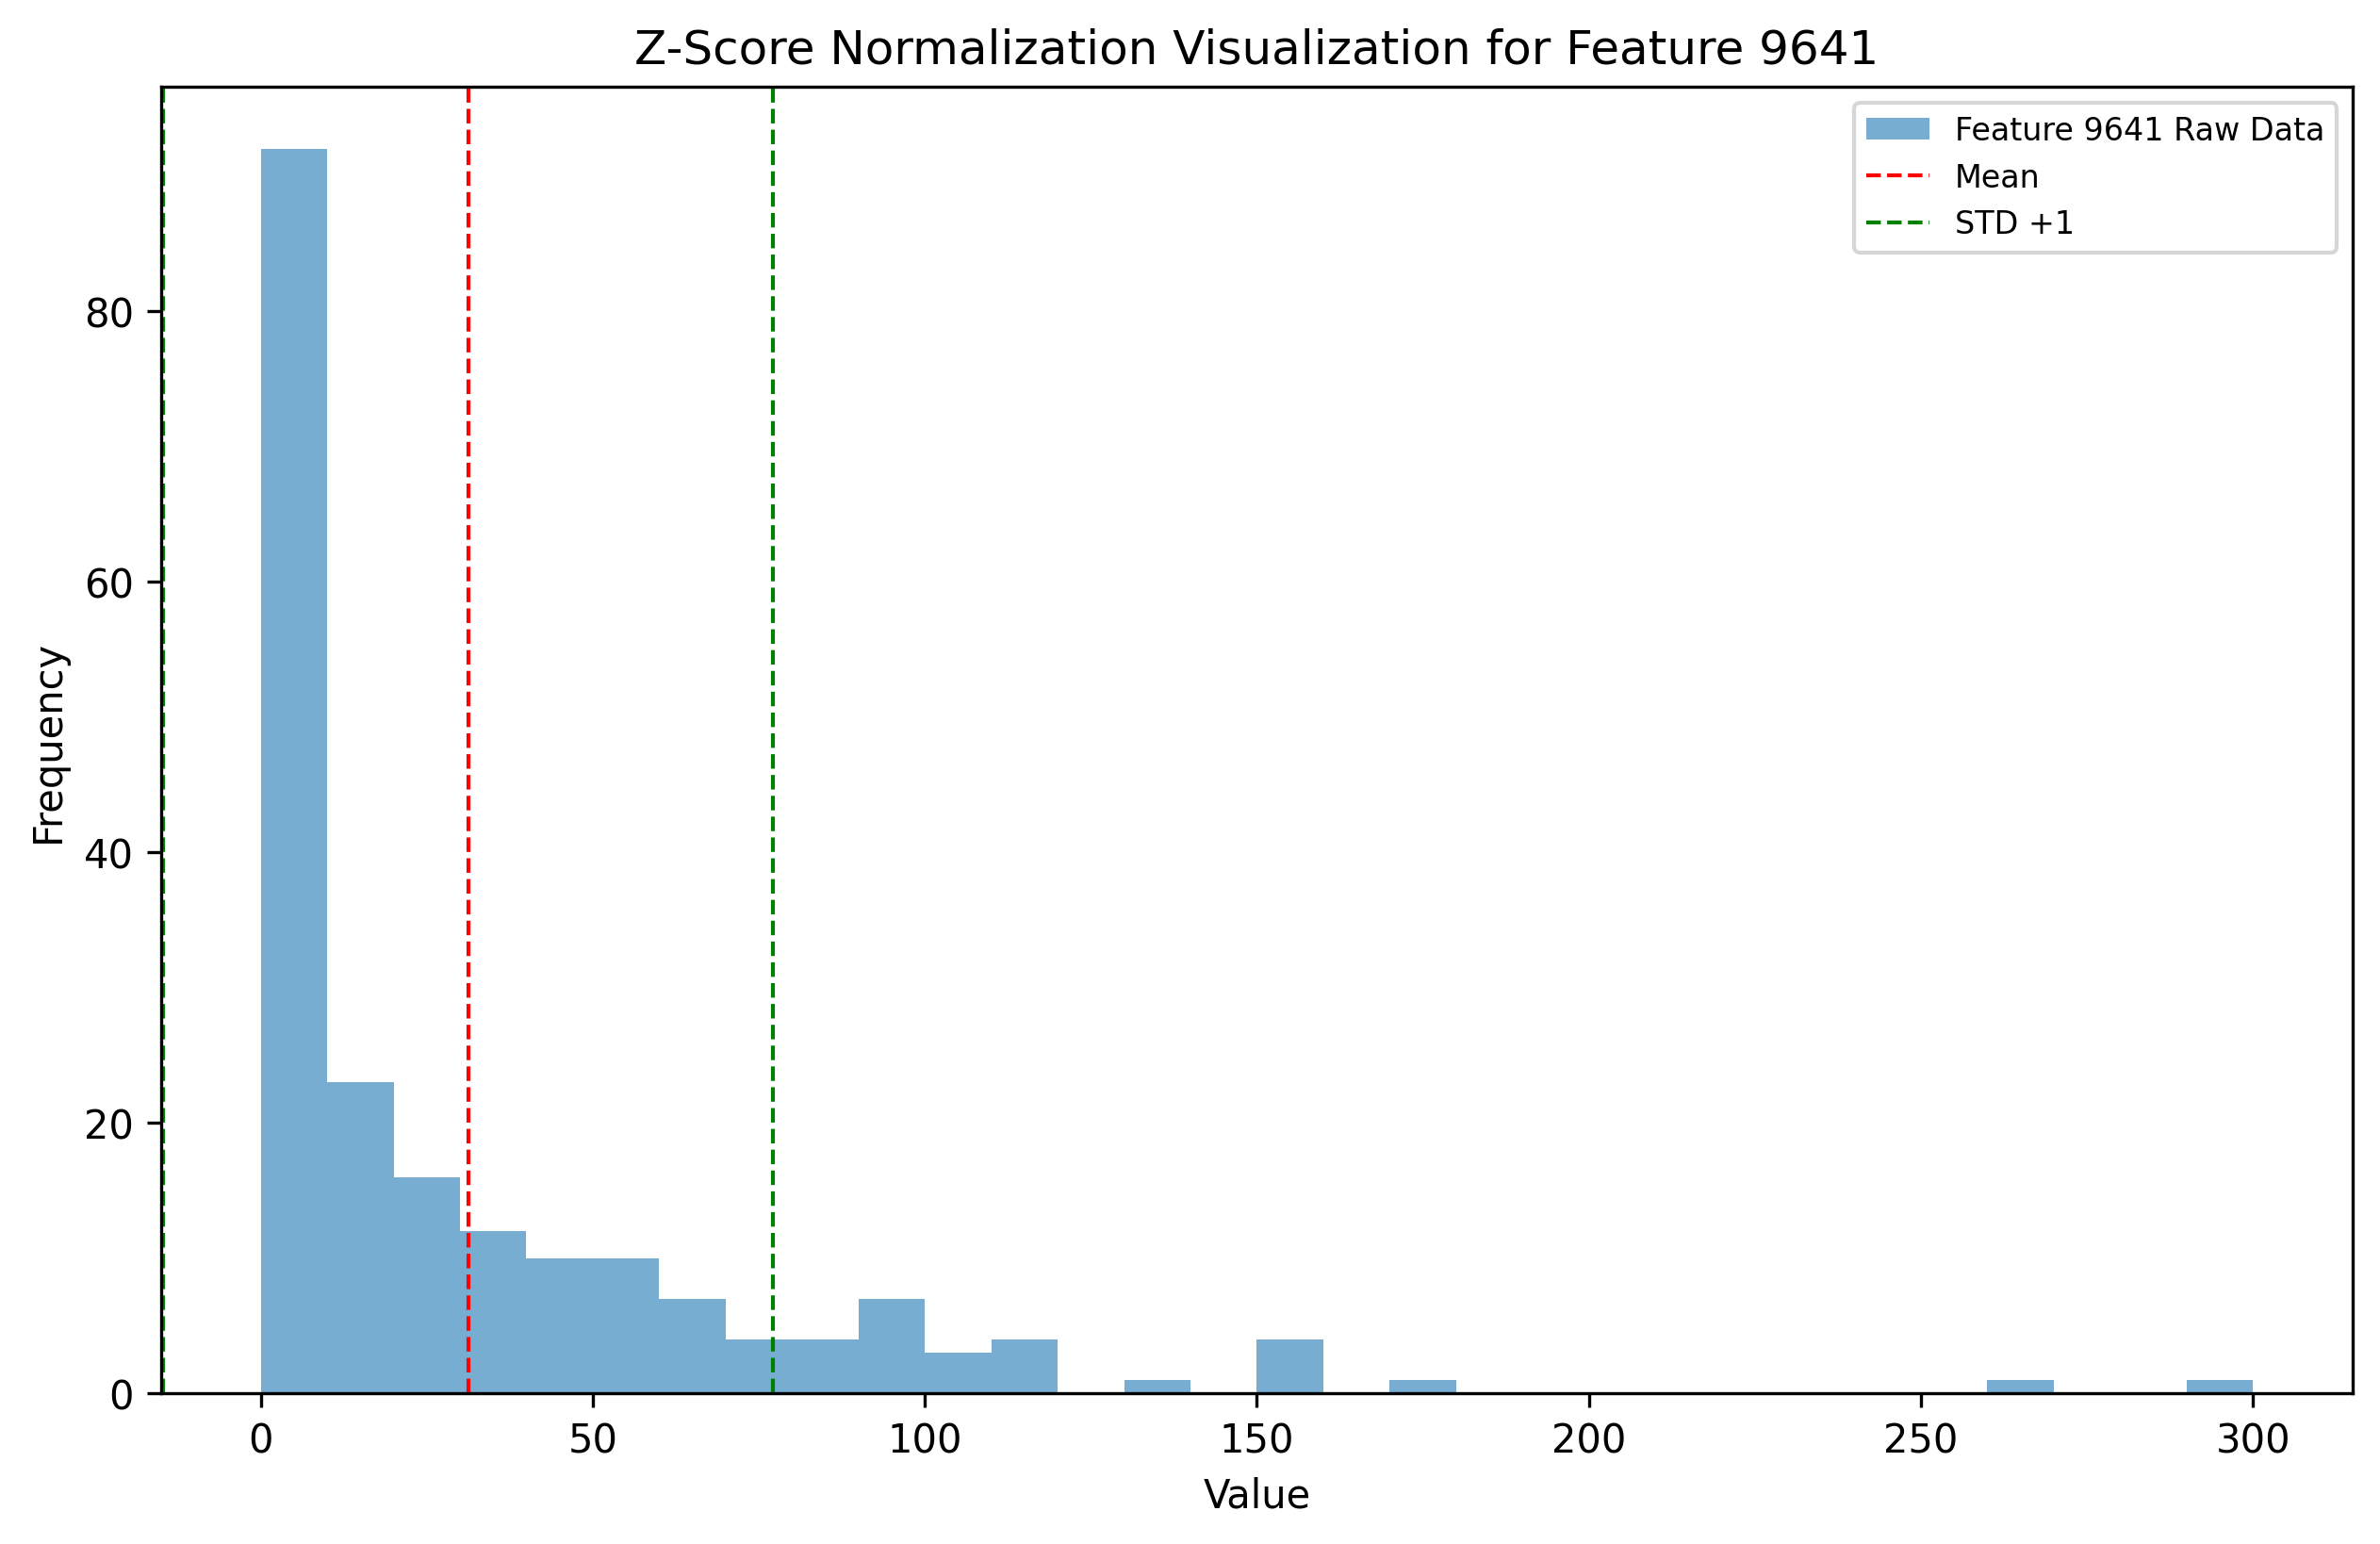 Z-Score Normalization Visualization for Feature 9641
Feature 9641 Raw Data
Mean
STD +1
80
60
40
20
0
Frequency
0 50 100 150 200 250 300
Value